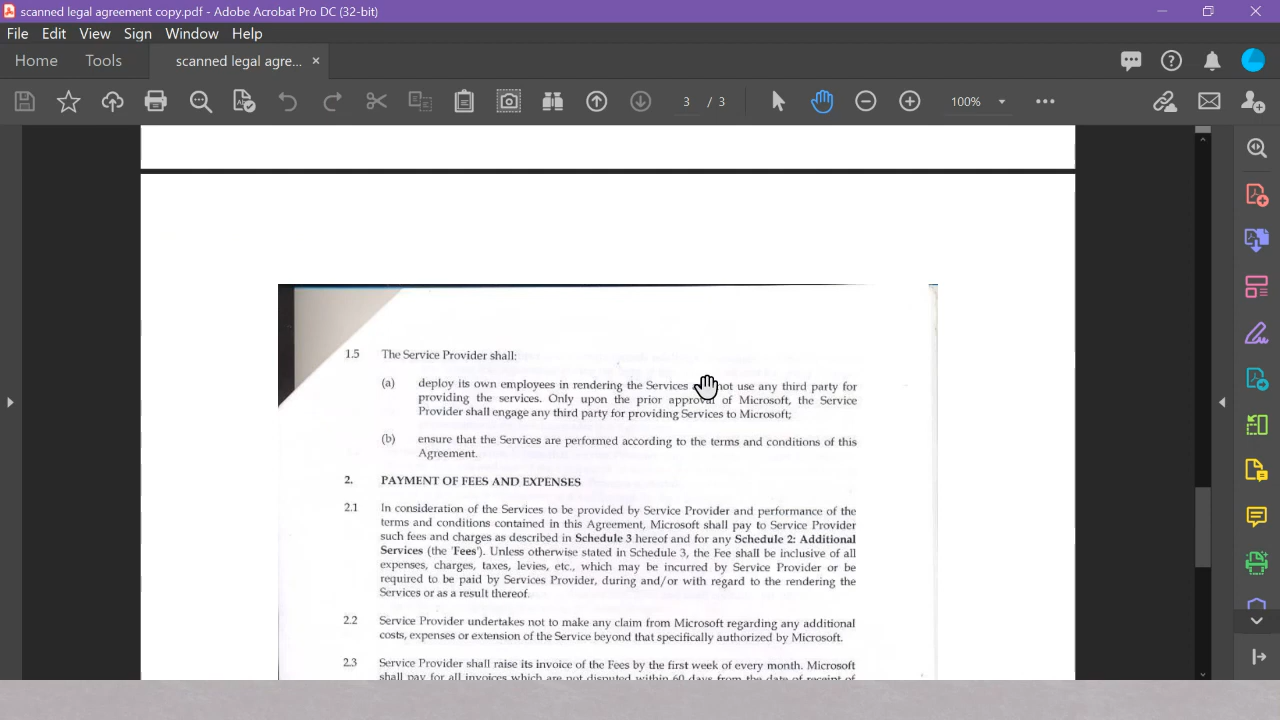 scanned legal agreement copy.pdf - Adobe Acrobat Pro DC (32-bit)
File Edit View Sign Window Help
Home Tools scanned legal agre... ×
3 / 3 100%
1.5 The Service Provider shall:
(a) deploy its own employees in rendering the Services not use any third party for
providing the services. Only upon the prior approval of Microsoft, the Service
Provider shall engage any third party for providing Services to Microsoft;
(b) ensure that the Services are performed according to the terms and conditions of this
Agreement.
2. PAYMENT OF FEES AND EXPENSES
2.1 In consideration of the Services to be provided by Service Provider and performance of the
terms and conditions contained in this Agreement, Microsoft shall pay to Service Provider
such fees and charges as described in Schedule 3 hereof and for any Schedule 2: Additional
Services (the 'Fees'). Unless otherwise stated in Schedule 3, the Fee shall be inclusive of all
expenses, charges, taxes, levies, etc., which may be incurred by Service Provider or be
required to be paid by Services Provider, during and/or with regard to the rendering the
Services or as a result thereof.
2.2 Service Provider undertakes not to make any claim from Microsoft regarding any additional
costs, expenses or extension of the Service beyond that specifically authorized by Microsoft.
2.3 Service Provider shall raise its invoice of the Fees by the first week of every month. Microsoft
shall pay for all invoices which are not disputed within 60 days from the date of receipt of